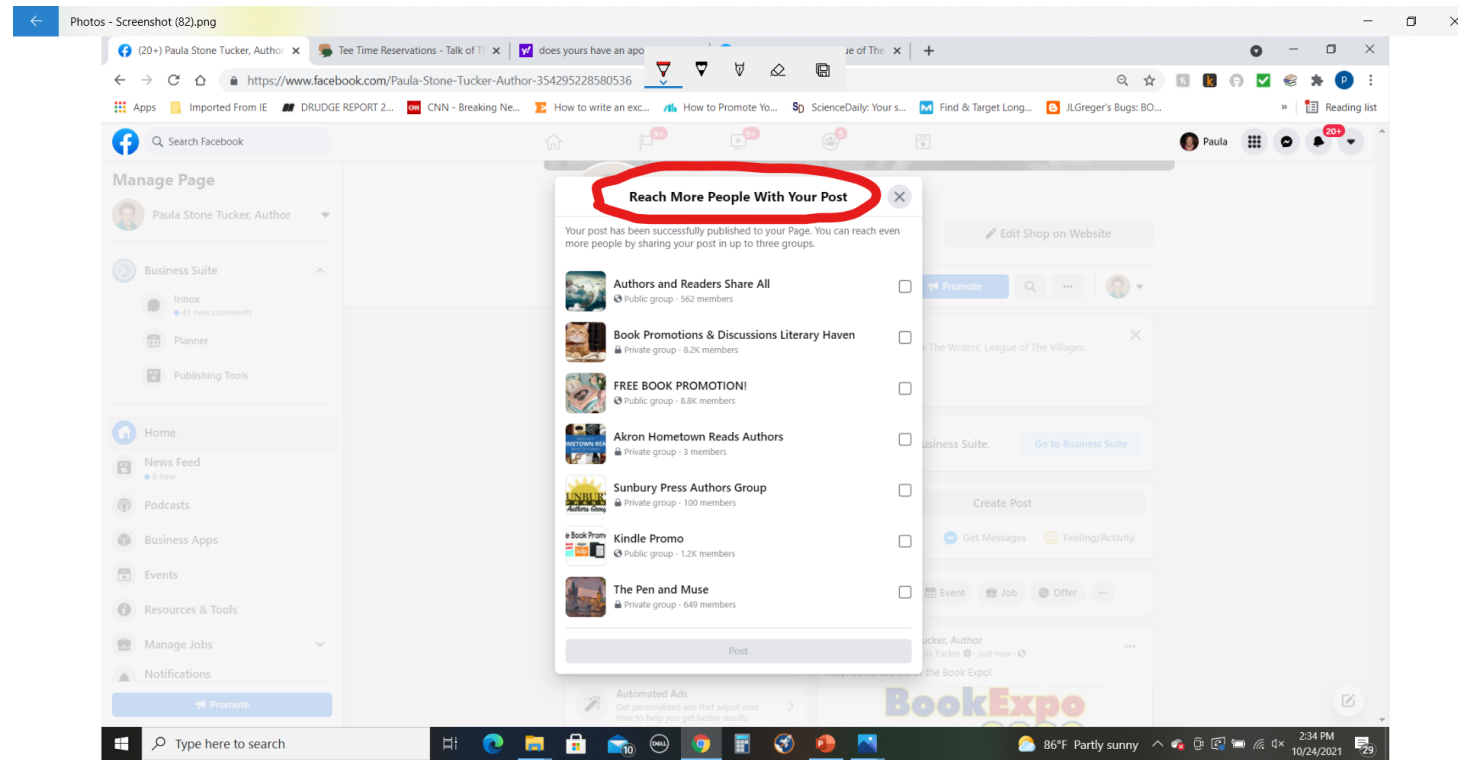 Photos - Screenshot (82).png
(20+) Paula Stone Tucker, Author
Tee Time Reservations - Talk of Th
does yours have an apo
ue of The
https://www.facebook.com/Paula-Stone-Tucker-Author-354295228580536
Apps
Imported From IE
DRUDGE REPORT 2...
CNN - Breaking Ne...
How to write an exc...
How to Promote Yo...
ScienceDaily: Your s...
Find & Target Long...
JLGreger's Bugs: BO...
»
Reading list
Search Facebook
9+
9+
5
Paula
20+
Manage Page
Paula Stone Tucker, Author
Business Suite
Inbox
41 new comments
Planner
Publishing Tools
Home
News Feed
6 new
Podcasts
Business Apps
Events
Resources & Tools
Manage Jobs
Notifications
Promote
Reach More People With Your Post
Your post has been successfully published to your Page. You can reach even
more people by sharing your post in up to three groups.
Authors and Readers Share All
Public group · 562 members
Book Promotions & Discussions Literary Haven
Private group · 8.2K members
FREE BOOK PROMOTION!
Public group · 8.8K members
Akron Hometown Reads Authors
Private group · 3 members
Sunbury Press Authors Group
Private group · 100 members
Kindle Promo
Public group · 1.2K members
The Pen and Muse
Private group · 649 members
Post
Edit Shop on Website
Promote
The Writers' League of The Villages.
usiness Suite.
Go to Business Suite
Create Post
Get Messages
Feeling/Activity
Event
Job
Offer
ucker, Author
la Tucker · Just now ·
the Book Expo!
BookExpo
Automated Ads
Get personalized ads that adjust over
time to help you get better results.
Type here to search
10
DELL
86°F Partly sunny
2:34 PM
10/24/2021
29